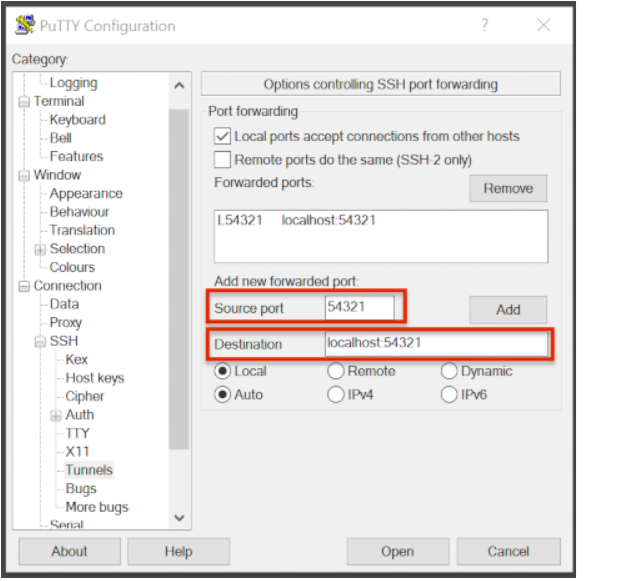 PuTTY Configuration
Category:
Logging
Terminal
Keyboard
Bell
Features
Window
Appearance
Behaviour
Translation
Selection
Colours
Connection
Data
Proxy
SSH
Kex
Host keys
Cipher
Auth
TTY
X11
Tunnels
Bugs
More bugs
Serial
Options controlling SSH port forwarding
Port forwarding
Local ports accept connections from other hosts
Remote ports do the same (SSH-2 only)
Forwarded ports:
Remove
L54321 localhost:54321
Add new forwarded port:
Source port 54321 Add
Destination localhost:54321
Local Remote Dynamic
Auto IPv4 IPv6
About Help Open Cancel